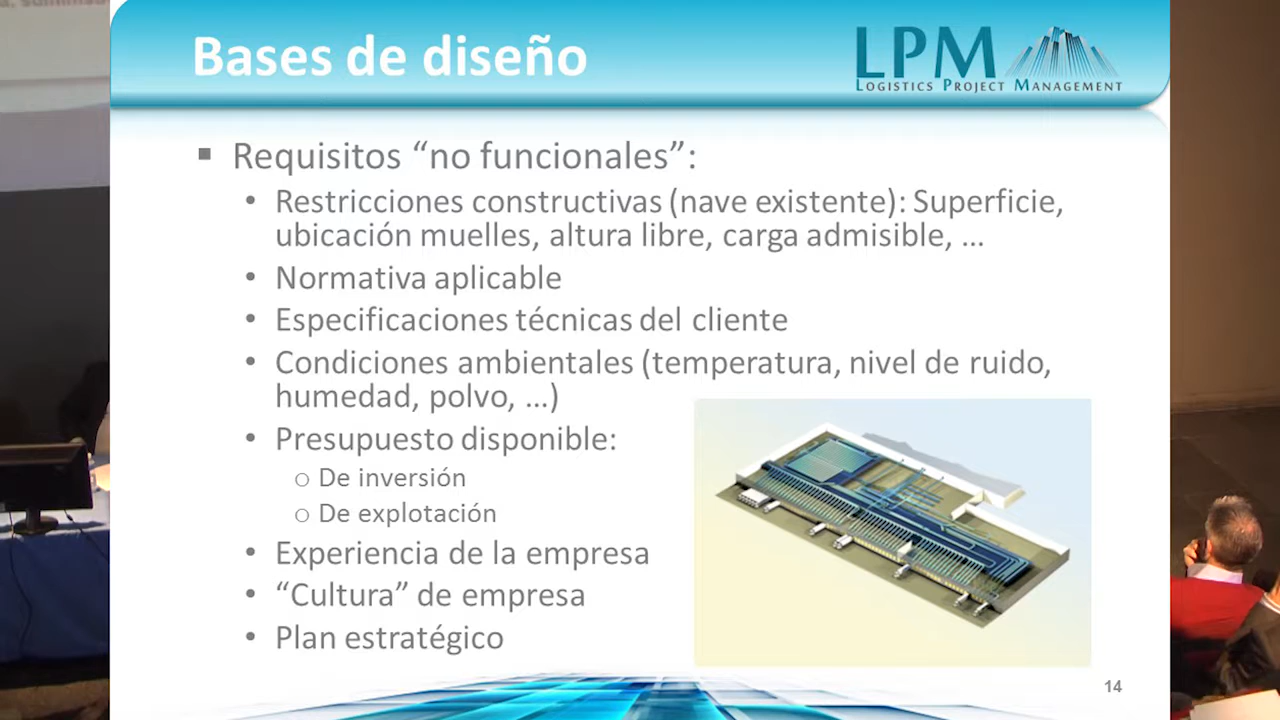 Bases de diseño
LPM
LOGISTICS PROJECT MANAGEMENT
▪ Requisitos “no funcionales”:
• Restricciones constructivas (nave existente): Superficie,
ubicación muelles, altura libre, carga admisible, ...
• Normativa aplicable
• Especificaciones técnicas del cliente
• Condiciones ambientales (temperatura, nivel de ruido,
humedad, polvo, ...)
• Presupuesto disponible:
o De inversión
o De explotación
• Experiencia de la empresa
• “Cultura” de empresa
• Plan estratégico
14